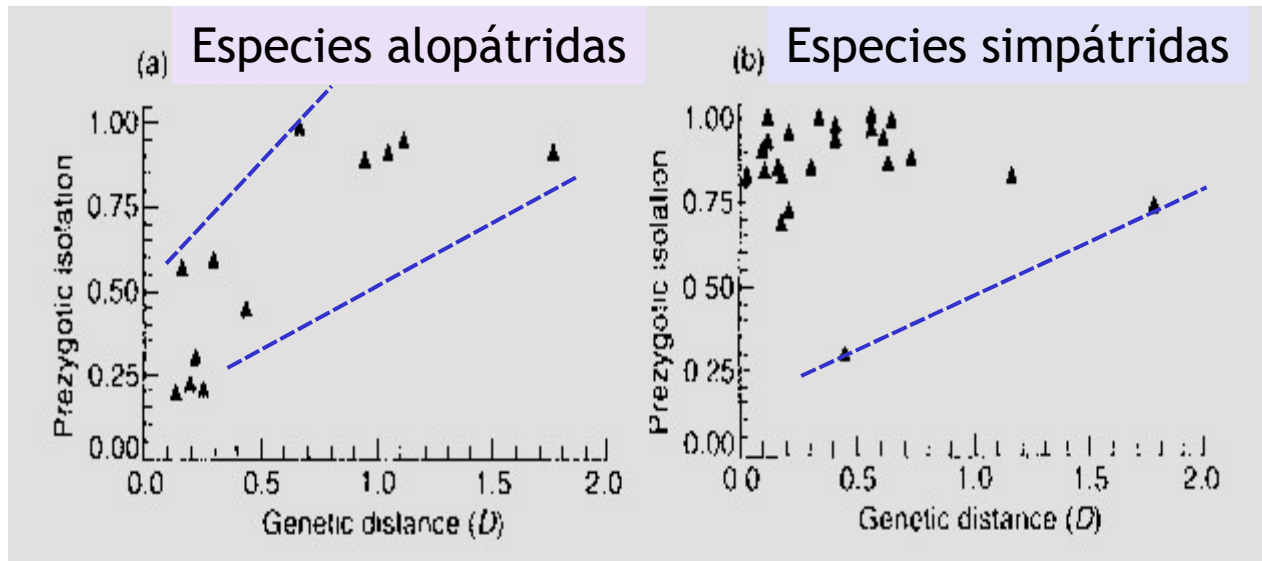 Especies alopátridas
(a)
1.00
0.75
0.50
0.25
0.00
Prezygotic isolation
0.0 0.5 1.0 1.5 2.0
Genetic distance (D)
Especies simpátridas
(b)
1.00
0.75
0.50
0.25
0.00
Prezygotic isolation
0.0 0.5 1.0 1.5 2.0
Genetic distance (D)